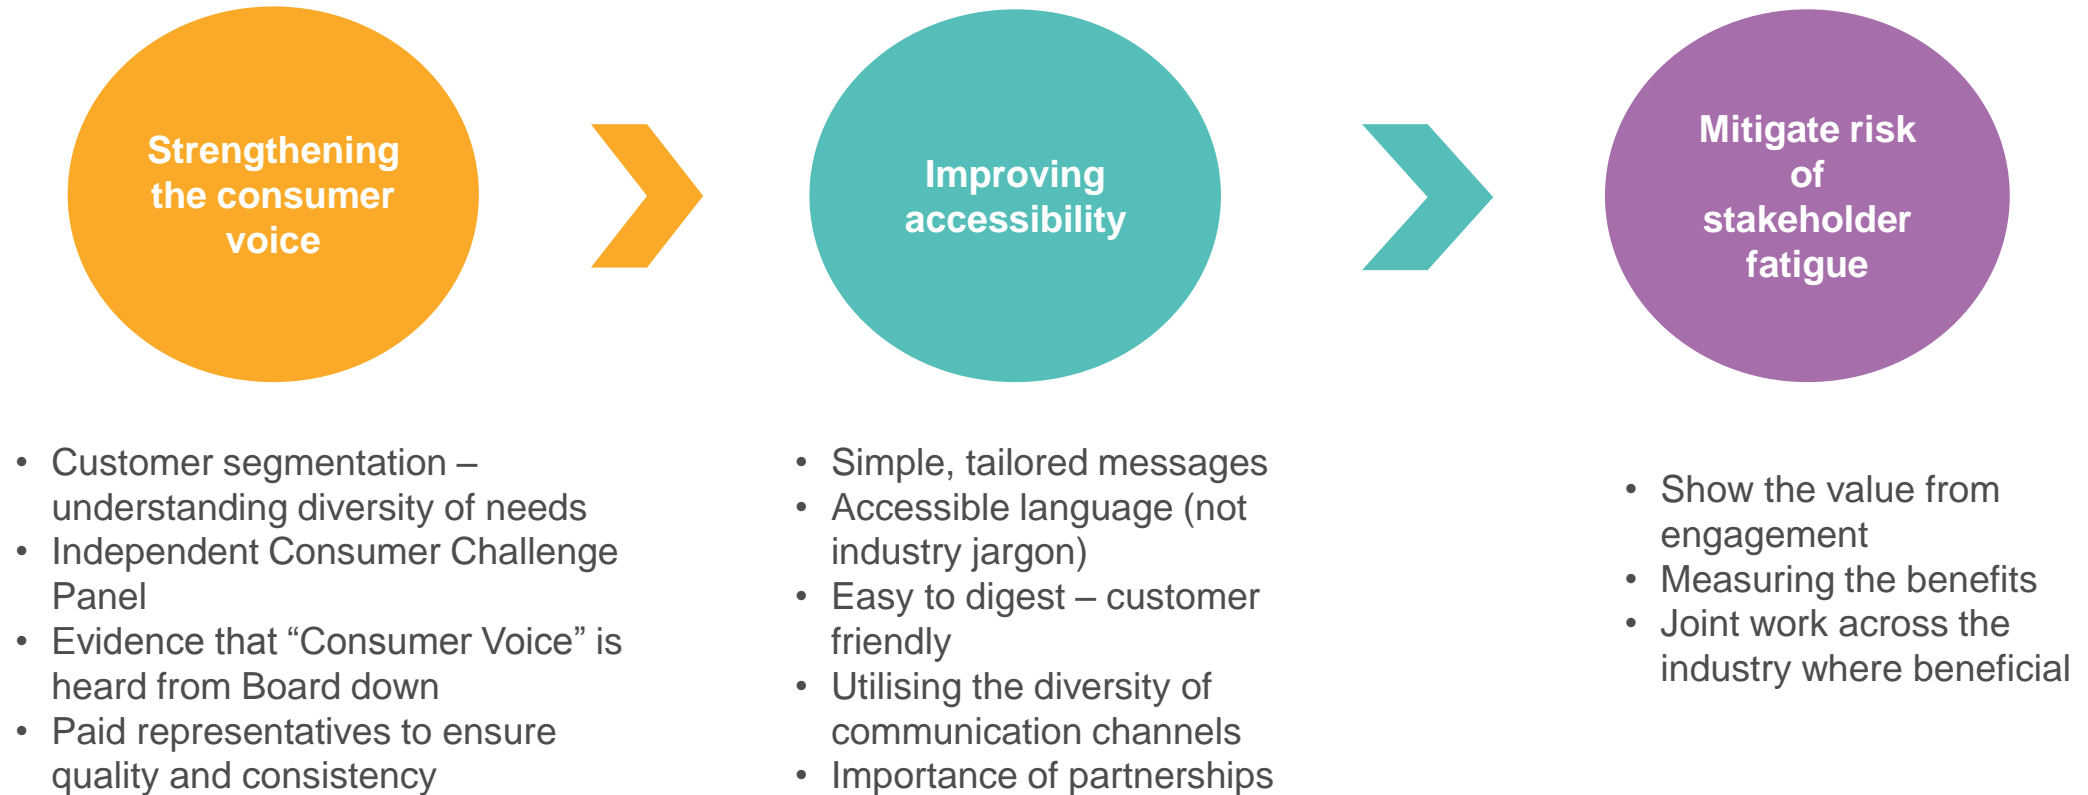 Strengthening
the consumer
voice
Improving
accessibility
Mitigate risk
of
stakeholder
fatigue
• Customer segmentation –
understanding diversity of needs
• Independent Consumer Challenge
Panel
• Evidence that “Consumer Voice” is
heard from Board down
• Paid representatives to ensure
quality and consistency
• Simple, tailored messages
• Accessible language (not
industry jargon)
• Easy to digest – customer
friendly
• Utilising the diversity of
communication channels
• Importance of partnerships
• Show the value from
engagement
• Measuring the benefits
• Joint work across the
industry where beneficial